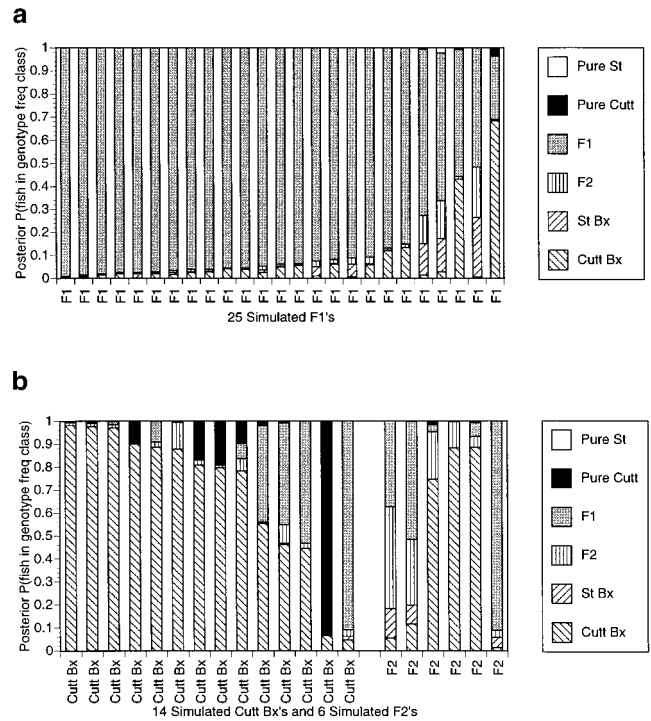 a
Posterior P(fish in genotype freq class)
1
0.9
0.8
0.7
0.6
0.5
0.4
0.3
0.2
0.1
0
F1 F1 F1 F1 F1 F1 F1 F1 F1 F1 F1 F1 F1 F1 F1 F1 F1 F1 F1 F1 F1 F1 F1 F1 F1
25 Simulated F1's
Pure St
Pure Cutt
F1
F2
St Bx
Cutt Bx
b
Posterior P(fish in genotype freq class)
1
0.9
0.8
0.7
0.6
0.5
0.4
0.3
0.2
0.1
0
Cutt Bx Cutt Bx Cutt Bx Cutt Bx Cutt Bx Cutt Bx Cutt Bx Cutt Bx Cutt Bx Cutt Bx Cutt Bx Cutt Bx Cutt Bx Cutt Bx F2 F2 F2 F2 F2 F2
14 Simulated Cutt Bx's and 6 Simulated F2's
Pure St
Pure Cutt
F1
F2
St Bx
Cutt Bx